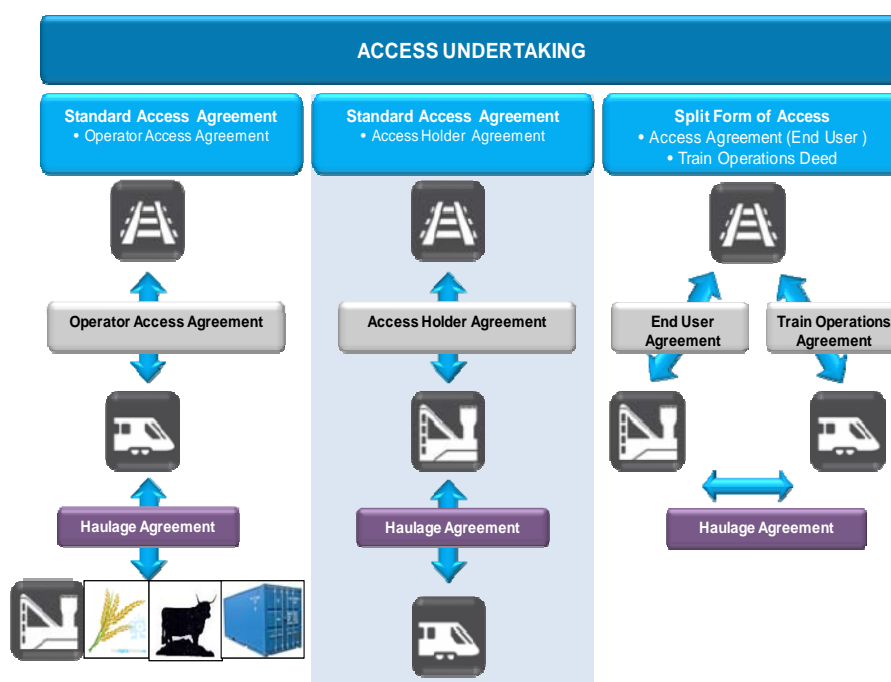 ACCESS UNDERTAKING
Standard Access Agreement
• Operator Access Agreement
Standard Access Agreement
• Access Holder Agreement
Split Form of Access
• Access Agreement (End User )
• Train Operations Deed
Operator Access Agreement
Access Holder Agreement
End User
Agreement
Train Operations
Agreement
Haulage Agreement
Haulage Agreement
Haulage Agreement